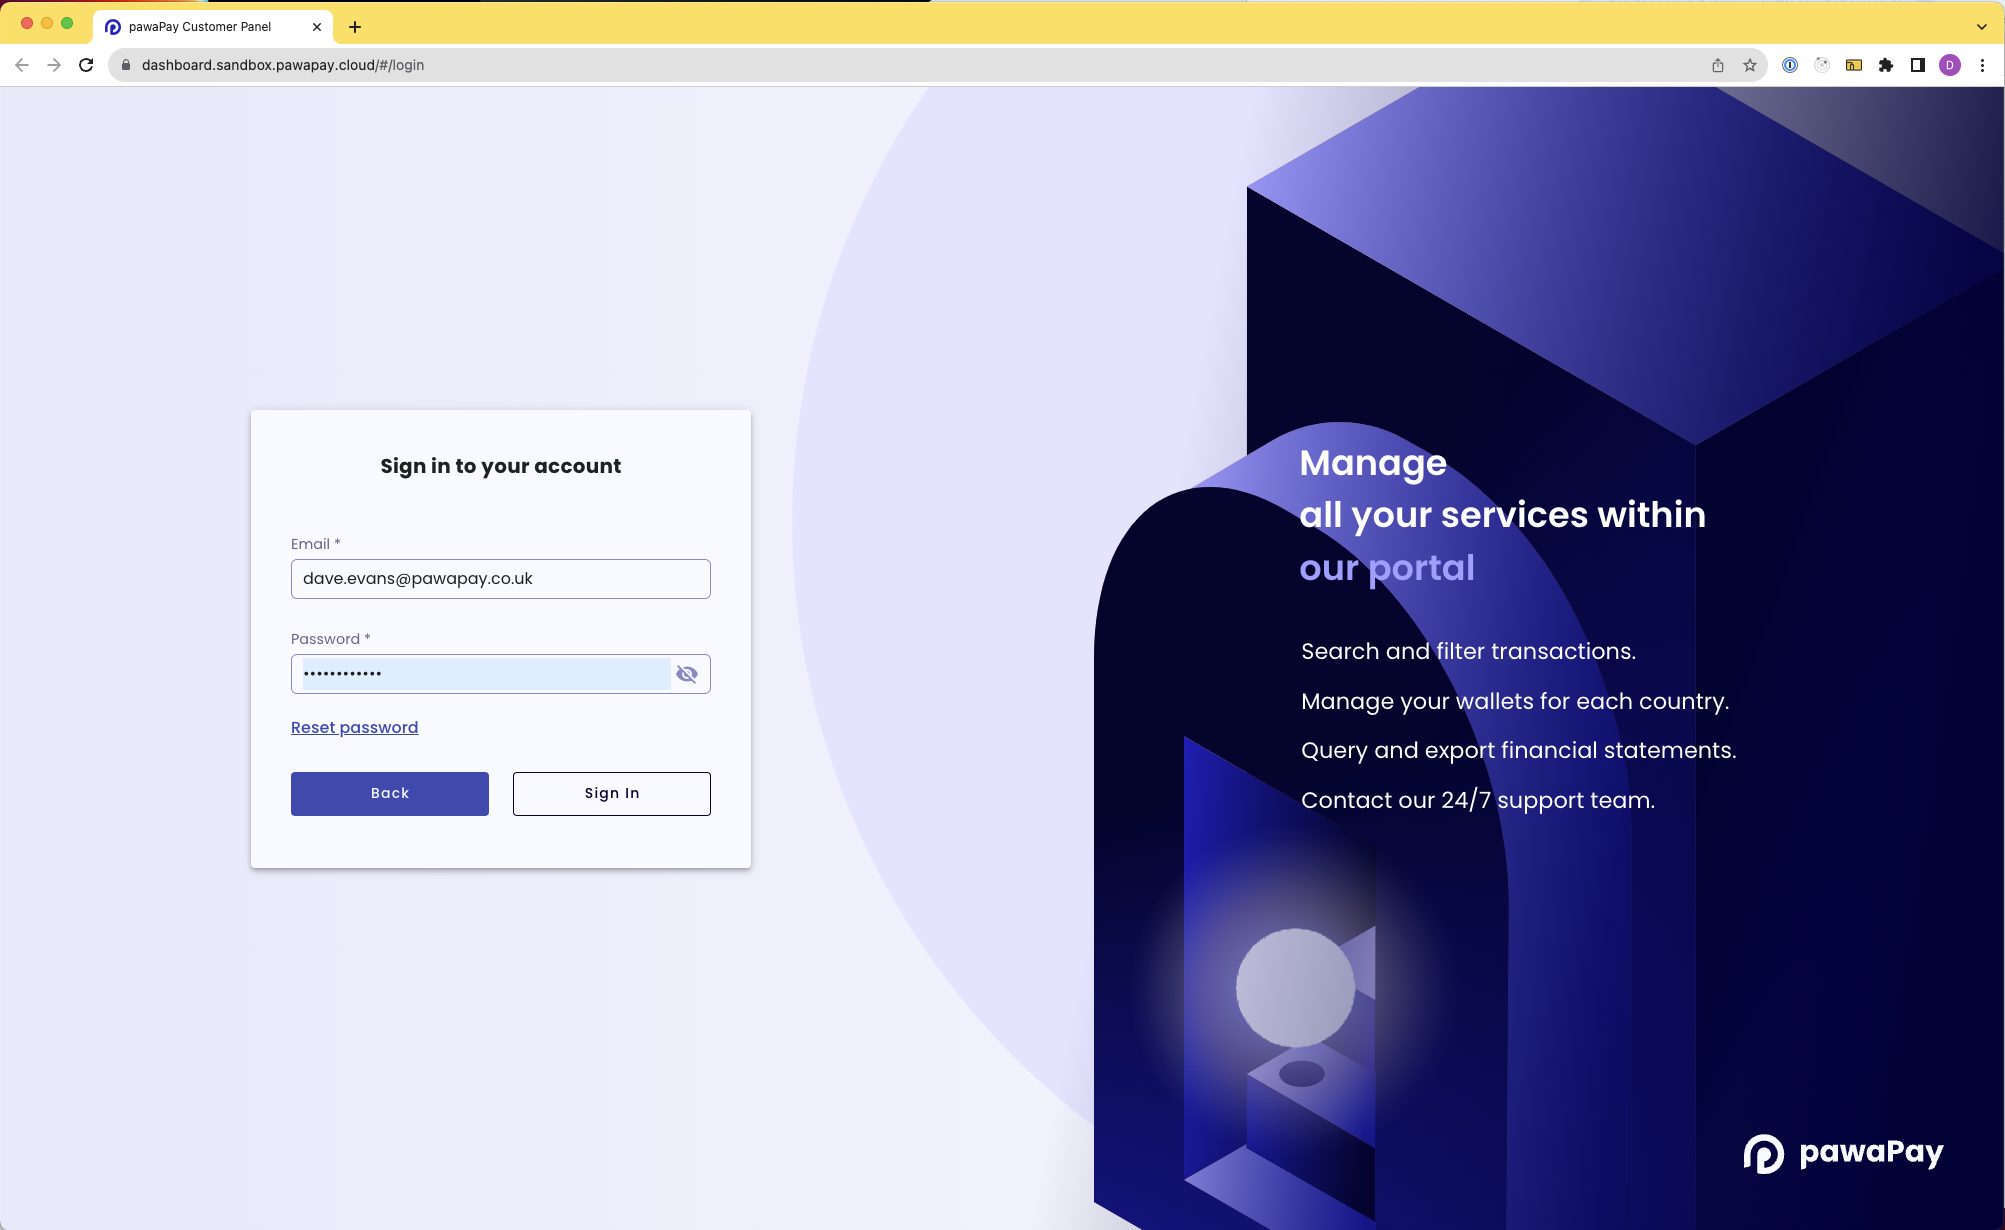 pawaPay Customer Panel
dashboard.sandbox.pawapay.cloud/#/login
D
Sign in to your account
Email *
dave.evans@pawapay.co.uk
Password *
••••••••••••
Reset password
Back
Sign In
Manage
all your services within
our portal
Search and filter transactions.
Manage your wallets for each country.
Query and export financial statements.
Contact our 24/7 support team.
pawaPay